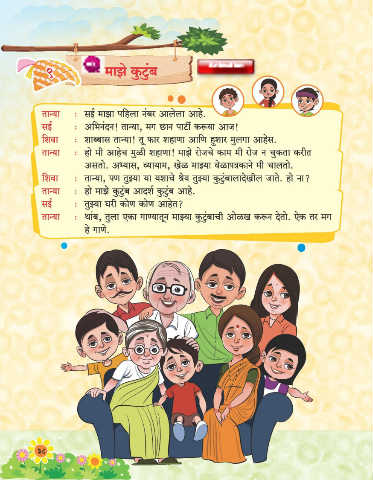 १
माझे कुटुंब
तान्या : सई माझा पहिला नंबर आलेला आहे.
सई : अभिनंदन! तान्या, मग छान पार्टी करूया आज!
शिवा : शाब्बास तान्या! तू फार शहाणा आणि हुशार मुलगा आहेस.
तान्या : हो मी आहेच मुळी शहाणा! माझे रोजचे काम मी रोज न चुकता करीत
असतो. अभ्यास, व्यायाम, खेळ माझ्या वेळापत्रकाने मी चालतो.
शिवा : तान्या, पण तुझ्या या यशाचे श्रेय तुझ्या कुटुंबालादेखील जाते. हो ना?
तान्या : हो माझे कुटुंब आदर्श कुटुंब आहे.
सई : तुझ्या घरी कोण कोण आहेत?
तान्या : थांब, तुला एका गाण्यातून माझ्या कुटुंबाची ओळख करून देतो. ऐक तर मग
हे गाणे.